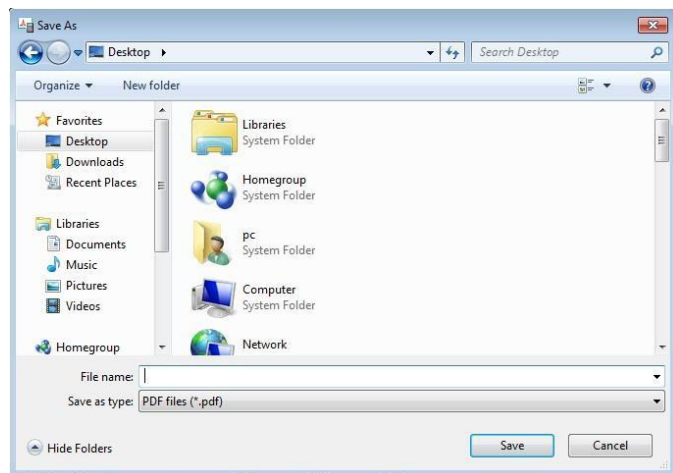 Save As
Desktop
Search Desktop
Organize
New folder
Favorites
Desktop
Downloads
Recent Places
Libraries
Documents
Music
Pictures
Videos
Homegroup
Libraries
System Folder
Homegroup
System Folder
pc
System Folder
Computer
System Folder
Network
File name:
Save as type: PDF files (*.pdf)
Hide Folders
Save
Cancel